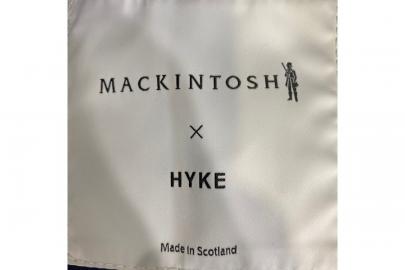 MACKINTOSH
×
HYKE
Made in Scotland